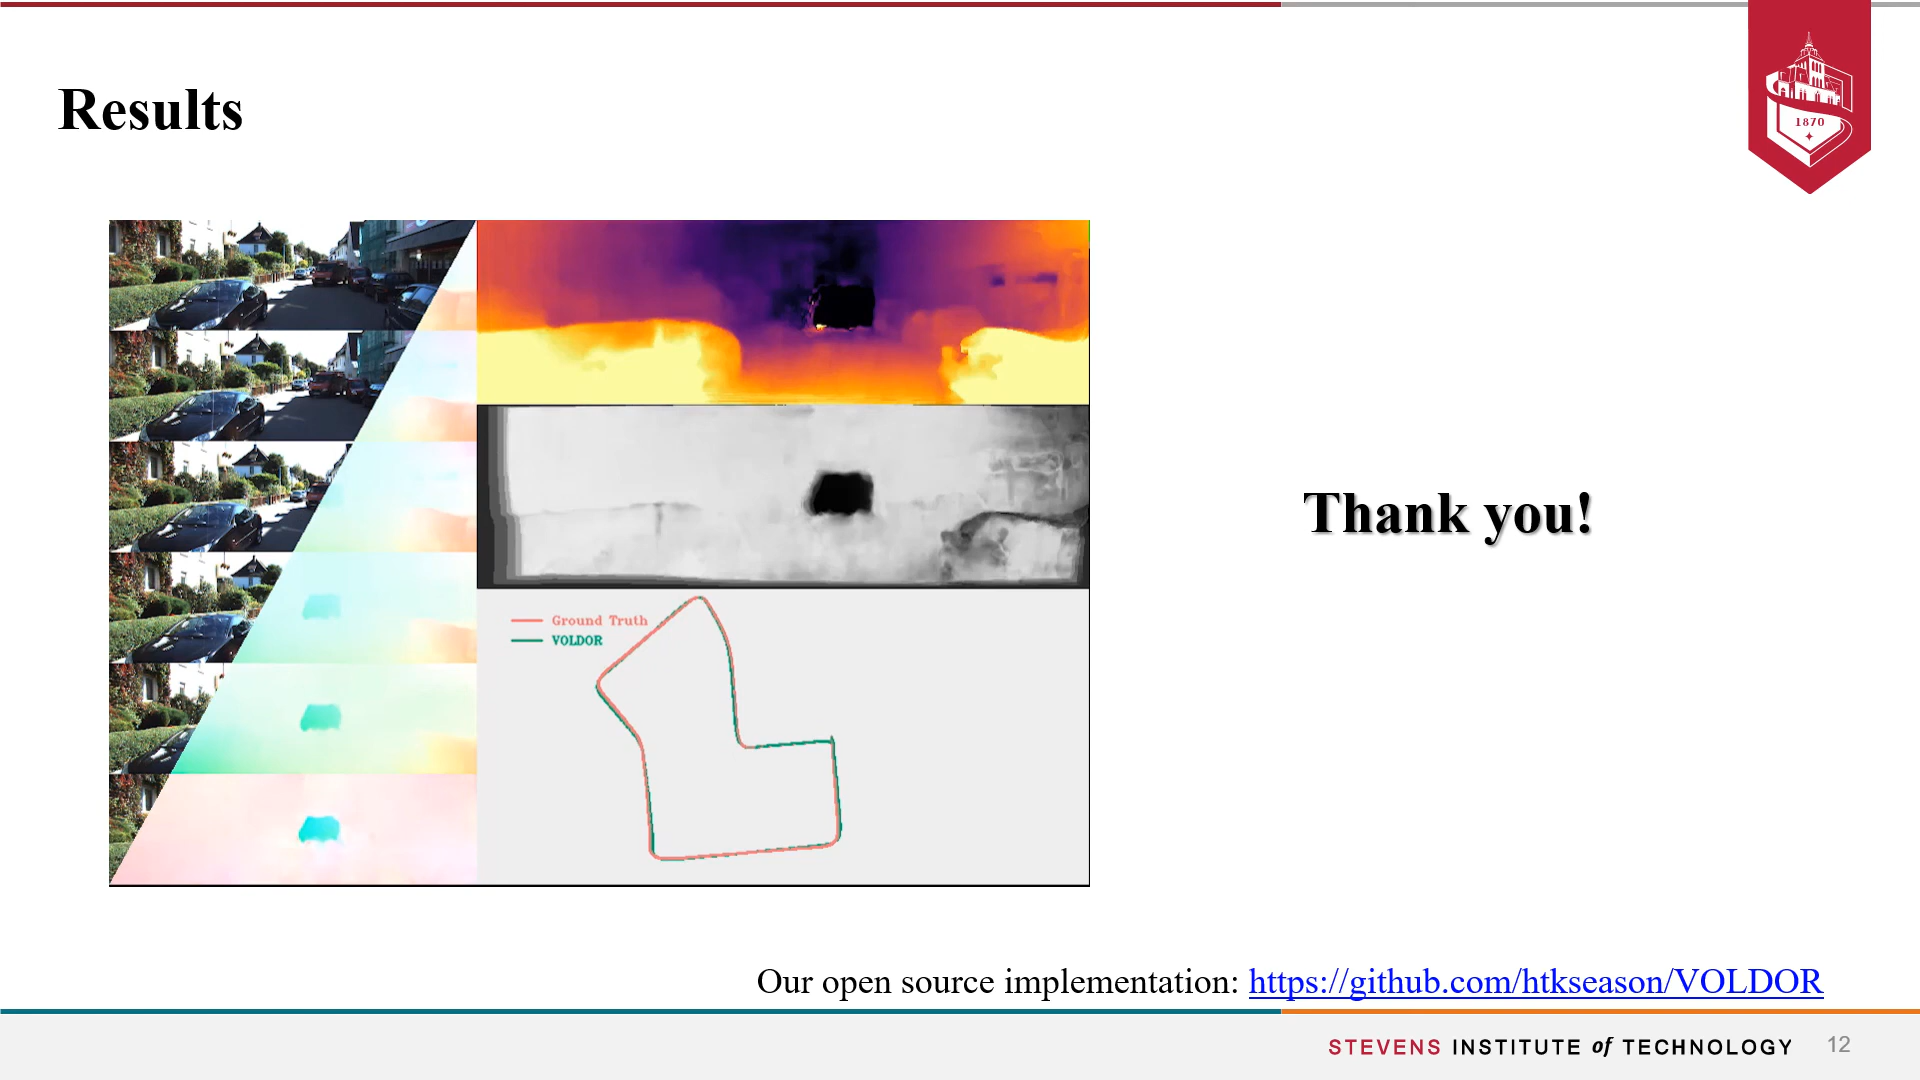 Results
1870
Ground Truth
VOLDOR
Thank you!
Our open source implementation: https://github.com/htkseason/VOLDOR
STEVENS INSTITUTE of TECHNOLOGY 12